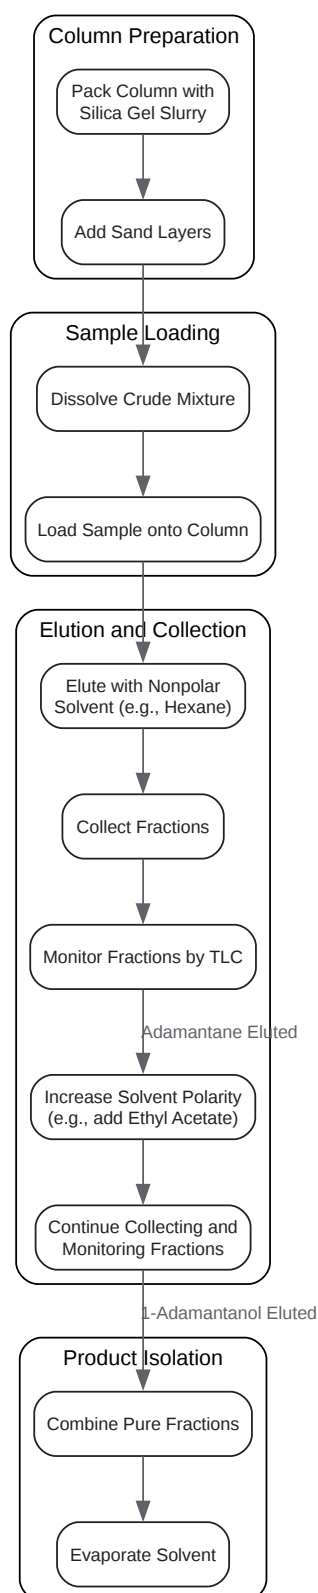 Column Preparation
Pack Column with
Silica Gel Slurry
Add Sand Layers
Sample Loading
Dissolve Crude Mixture
Load Sample onto Column
Elution and Collection
Elute with Nonpolar
Solvent (e.g., Hexane)
Collect Fractions
Monitor Fractions by TLC
Adamantane Eluted
Increase Solvent Polarity
(e.g., add Ethyl Acetate)
Continue Collecting and
Monitoring Fractions
1-Adamantanol Eluted
Product Isolation
Combine Pure Fractions
Evaporate Solvent